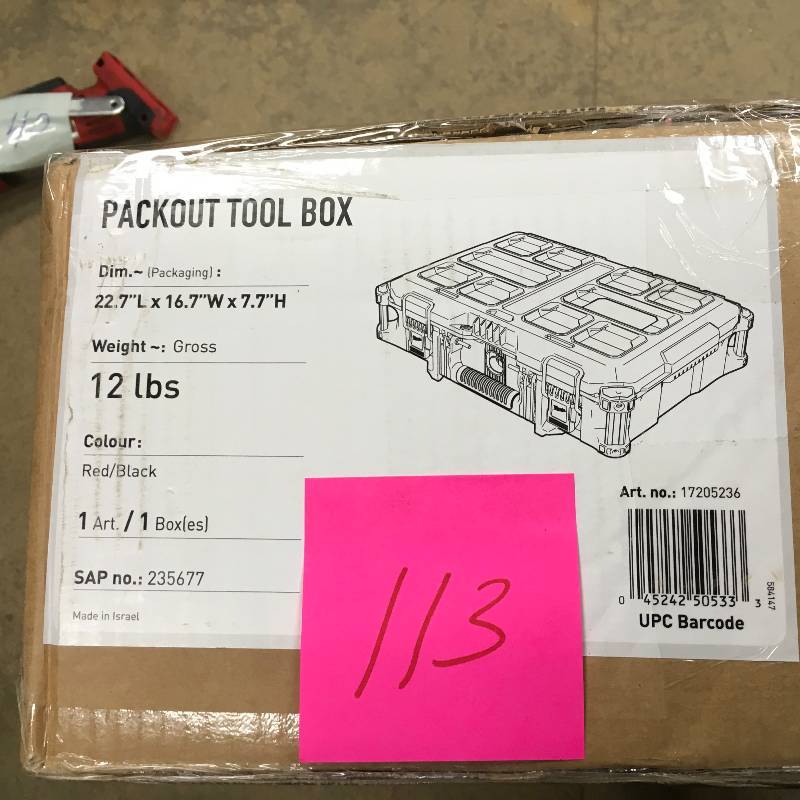 PACKOUT TOOL BOX
Dim.~ (Packaging) :
22.7"L x 16.7"W x 7.7"H
Weight ~: Gross
12 lbs
Colour:
Red/Black
1 Art. / 1 Box(es)
SAP no.: 235677
Made in Israel
Art. no.: 17205236
0 45242 50533 3
584147
UPC Barcode
113